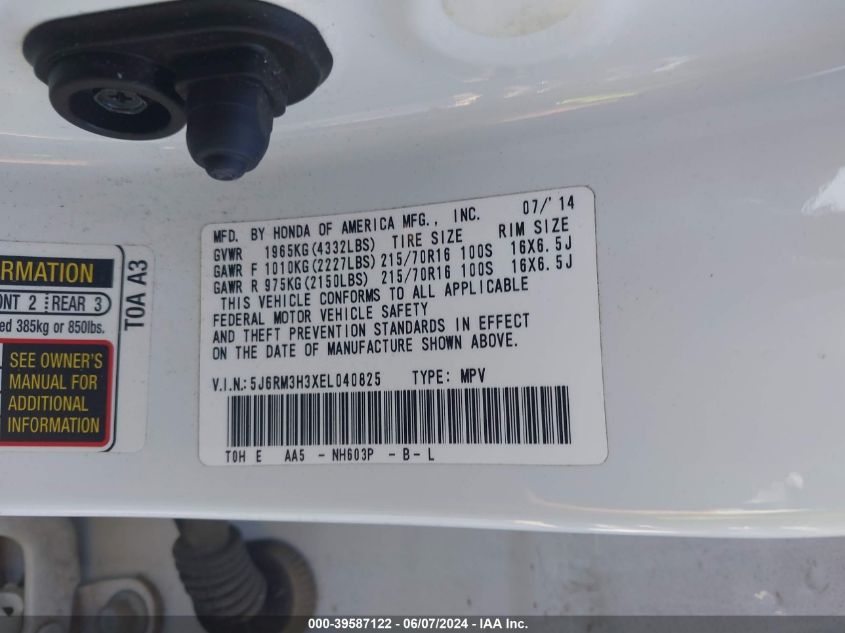 RMATION
ONT 2 REAR 3
ed 385kg or 850lbs.
SEE OWNER'S
MANUAL FOR
ADDITIONAL
INFORMATION
T0A A3
MFD. BY HONDA OF AMERICA MFG., INC. 07/'14
GVWR 1965KG(4332LBS) TIRE SIZE RIM SIZE
GAWR F 1010KG(2227LBS) 215/70R16 100S 16X6.5J
GAWR R 975KG(2150LBS) 215/70R16 100S 16X6.5J
THIS VEHICLE CONFORMS TO ALL APPLICABLE
FEDERAL MOTOR VEHICLE SAFETY
AND THEFT PREVENTION STANDARDS IN EFFECT
ON THE DATE OF MANUFACTURE SHOWN ABOVE.
V.I.N.: 5J6RM3H3XEL040825 TYPE: MPV
T0H E AA5 - NH603P - B - L
000-39587122 - 06/07/2024 - IAA Inc.